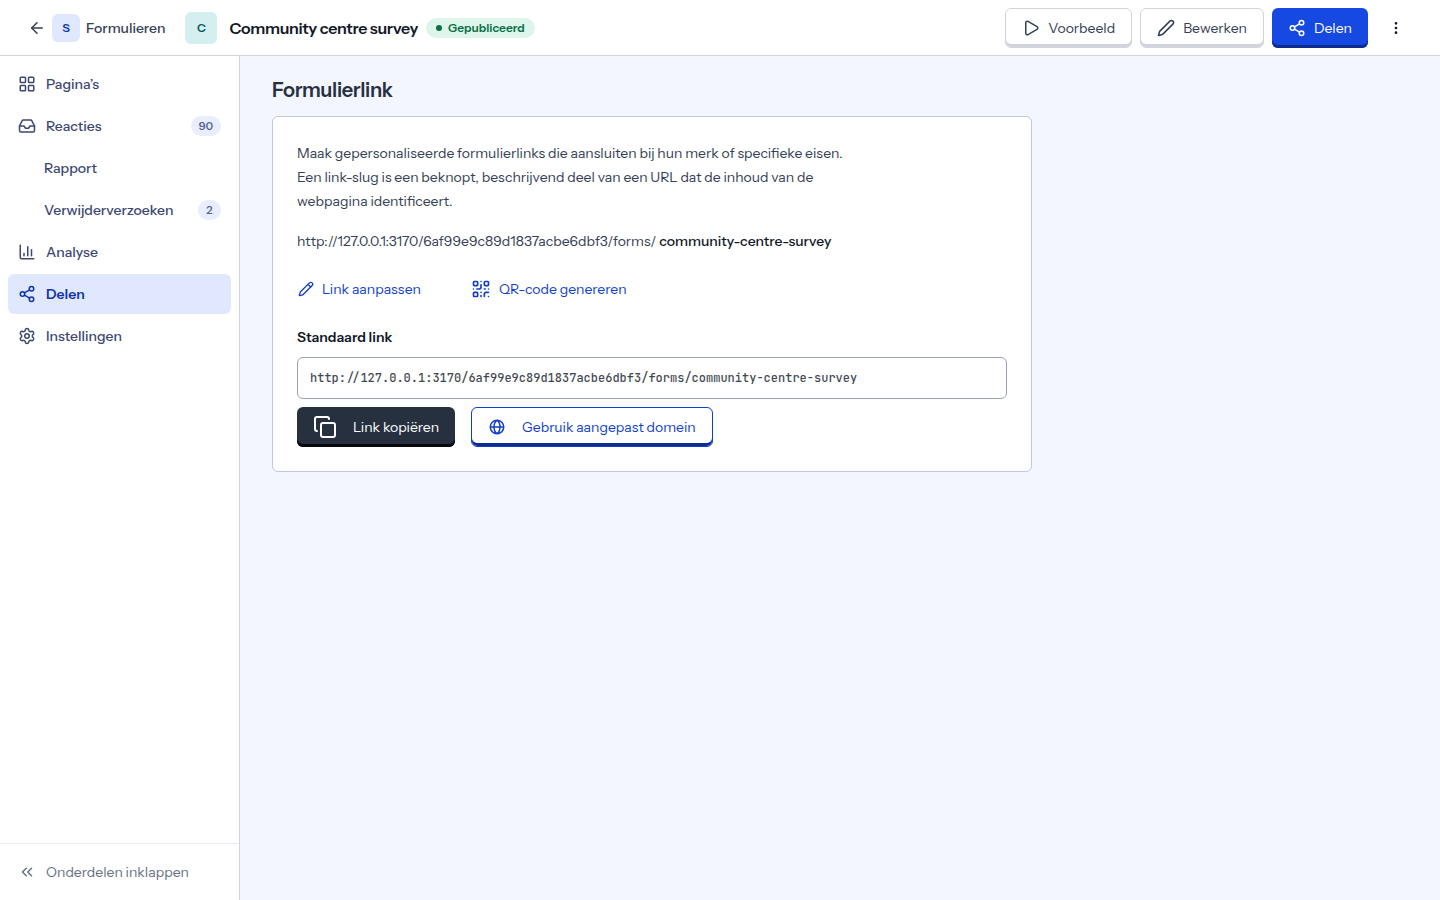 S Formulieren C Community centre survey Gepubliceerd Voorbeeld Bewerken Delen
Pagina's
Reacties 90
Rapport
Verwijderverzoeken 2
Analyse
Delen
Instellingen
Onderdelen inklappen
Formulierlink
Maak gepersonaliseerde formulierlinks die aansluiten bij hun merk of specifieke eisen.
Een link-slug is een beknopt, beschrijvend deel van een URL dat de inhoud van de
webpagina identificeert.
http://127.0.0.1:3170/6af99e9c89d1837acbe6dbf3/forms/ community-centre-survey
Link aanpassen QR-code genereren
Standaard link
http://127.0.0.1:3170/6af99e9c89d1837acbe6dbf3/forms/community-centre-survey
Link kopiëren Gebruik aangepast domein